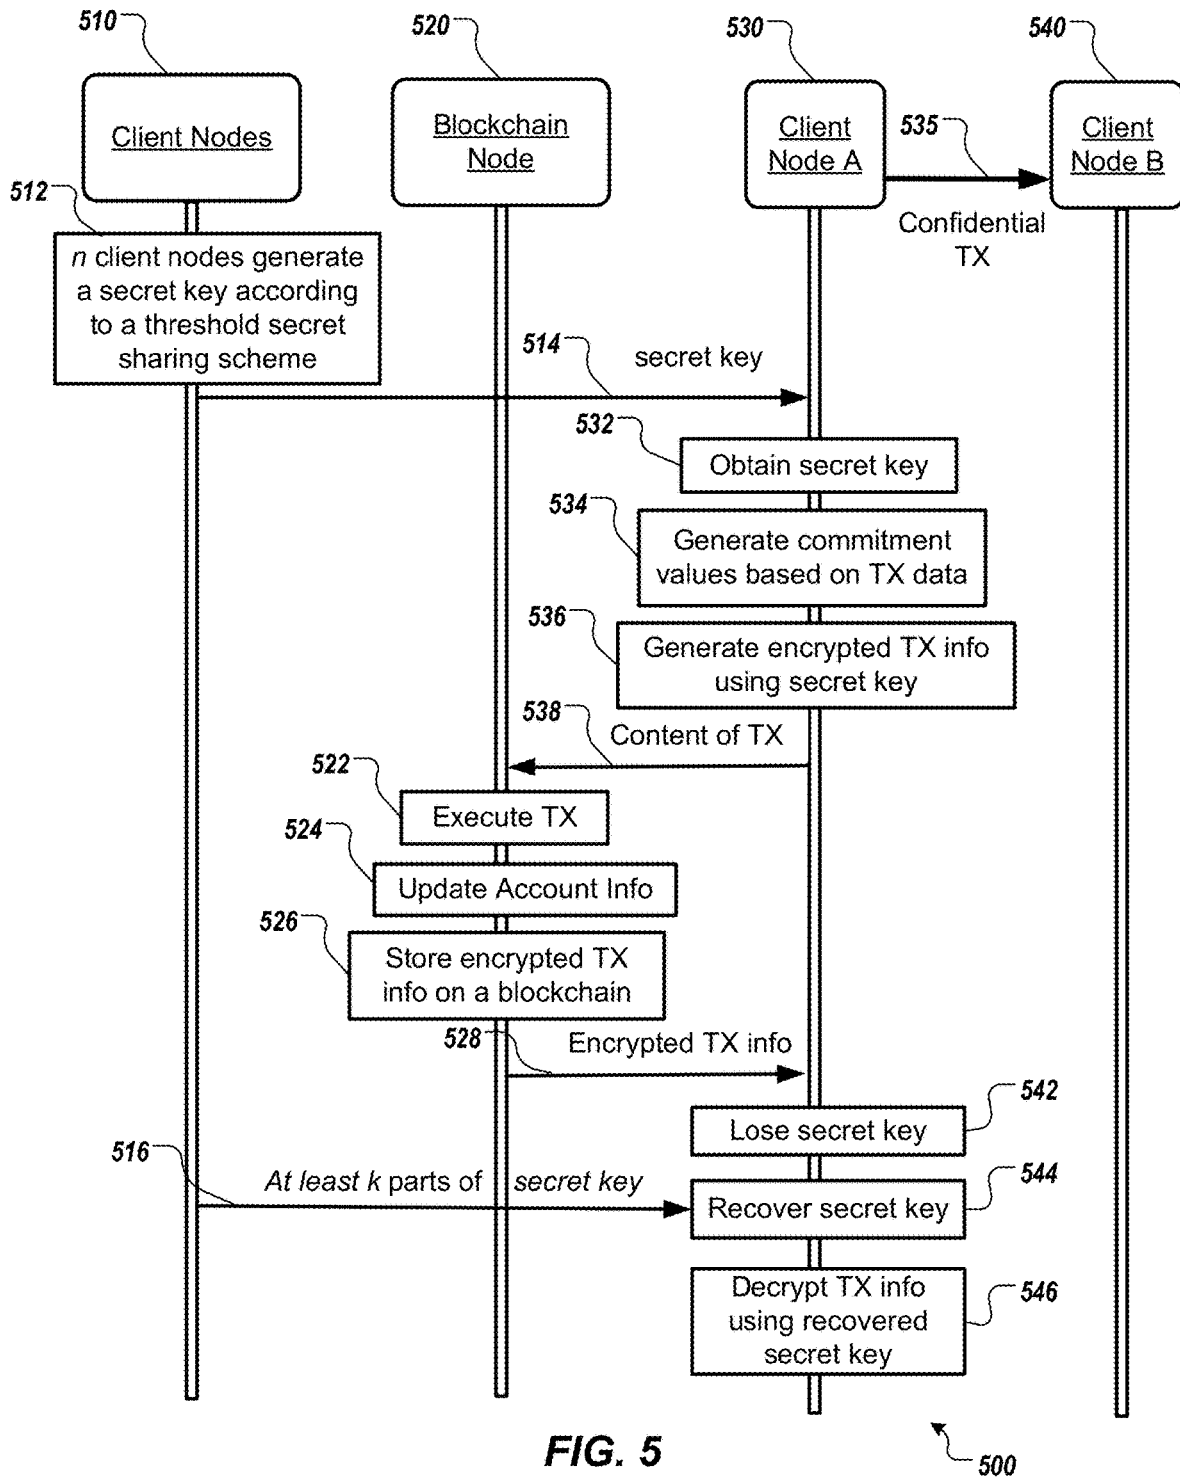 510
520
530
540
Client Nodes
Blockchain
Node
Client
Node A
535
Client
Node B
Confidential
TX
512
n client nodes generate
a secret key according
to a threshold secret
sharing scheme
514
secret key
532
Obtain secret key
534
Generate commitment
values based on TX data
536
Generate encrypted TX info
using secret key
538
Content of TX
522
Execute TX
524
Update Account Info
526
Store encrypted TX
info on a blockchain
528
Encrypted TX info
542
Lose secret key
516
At least k parts of secret key
544
Recover secret key
546
Decrypt TX info
using recovered
secret key
FIG. 5
500